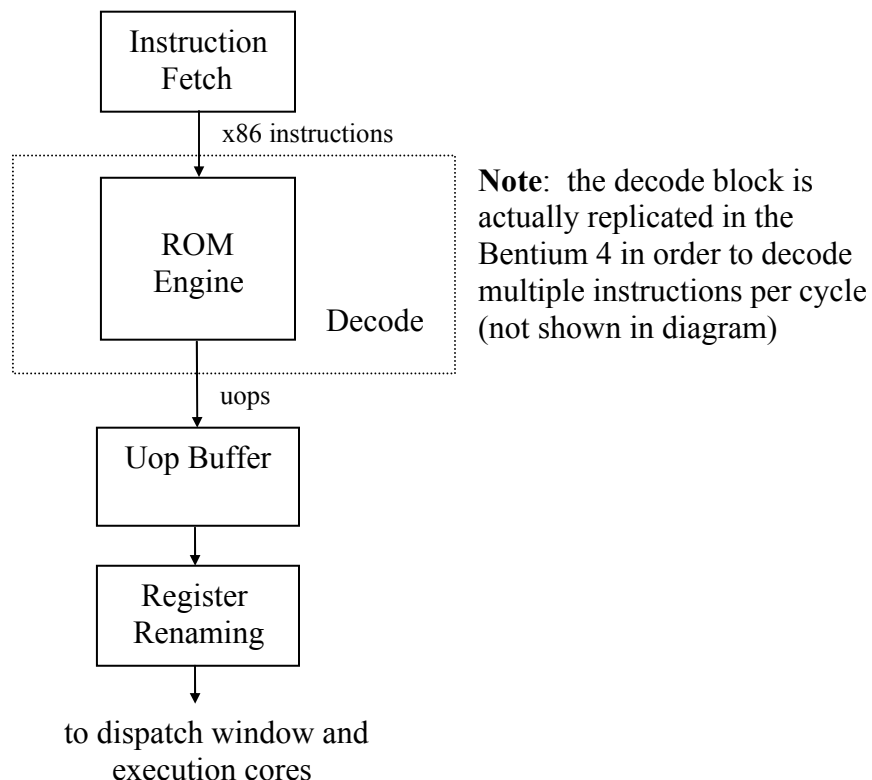 Instruction
Fetch
x86 instructions
Note: the decode block is
actually replicated in the
Bentium 4 in order to decode
multiple instructions per cycle
(not shown in diagram)
ROM
Engine
Decode
uops
Uop Buffer
Register
Renaming
to dispatch window and
execution cores